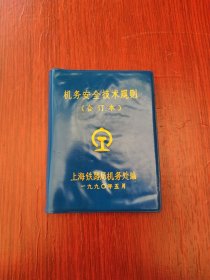 机务安全技术规则
（合订本）
上海铁路局机务处编
一九九〇年五月